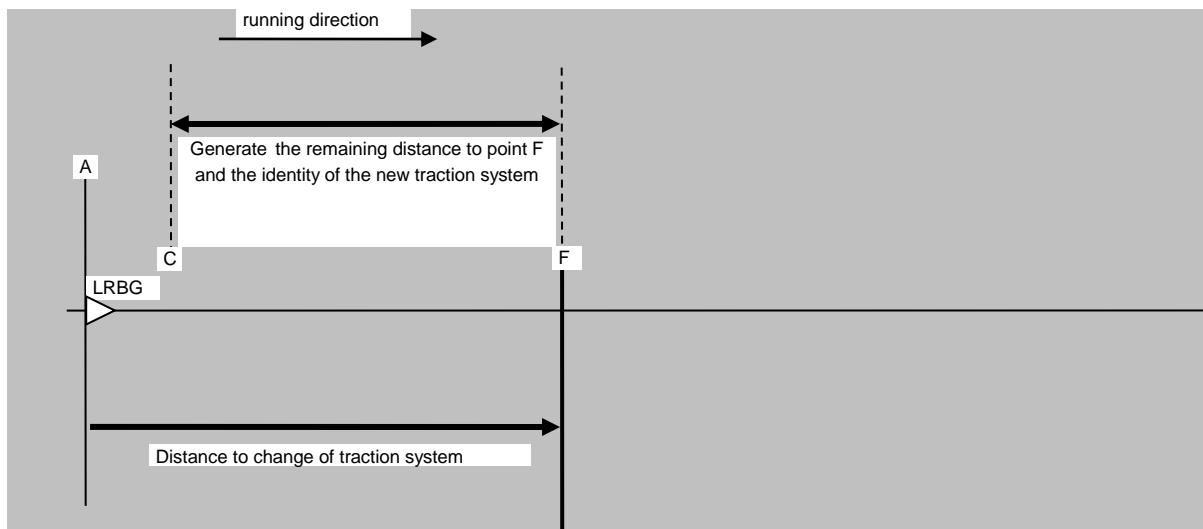 running direction
Generate the remaining distance to point F
and the identity of the new traction system
A
C
F
LRBG
Distance to change of traction system